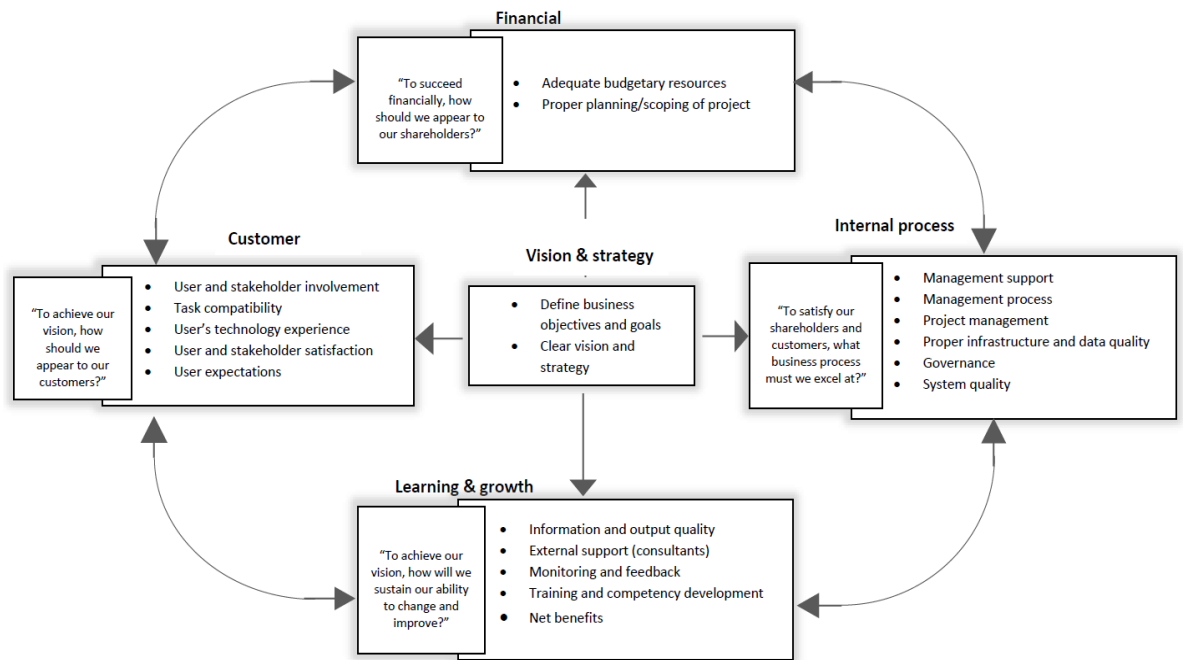 Financial
“To succeed
financially, how
should we appear to
our shareholders?”
• Adequate budgetary resources
• Proper planning/scoping of project
Customer
“To achieve our
vision, how
should we
appear to our
customers?”
• User and stakeholder involvement
• Task compatibility
• User’s technology experience
• User and stakeholder satisfaction
• User expectations
Vision & strategy
• Define business
objectives and goals
• Clear vision and
strategy
Internal process
“To satisfy our
shareholders and
customers, what
business process
must we excel at?”
• Management support
• Management process
• Project management
• Proper infrastructure and data quality
• Governance
• System quality
Learning & growth
“To achieve our
vision, how will we
sustain our ability
to change and
improve?”
• Information and output quality
• External support (consultants)
• Monitoring and feedback
• Training and competency development
• Net benefits